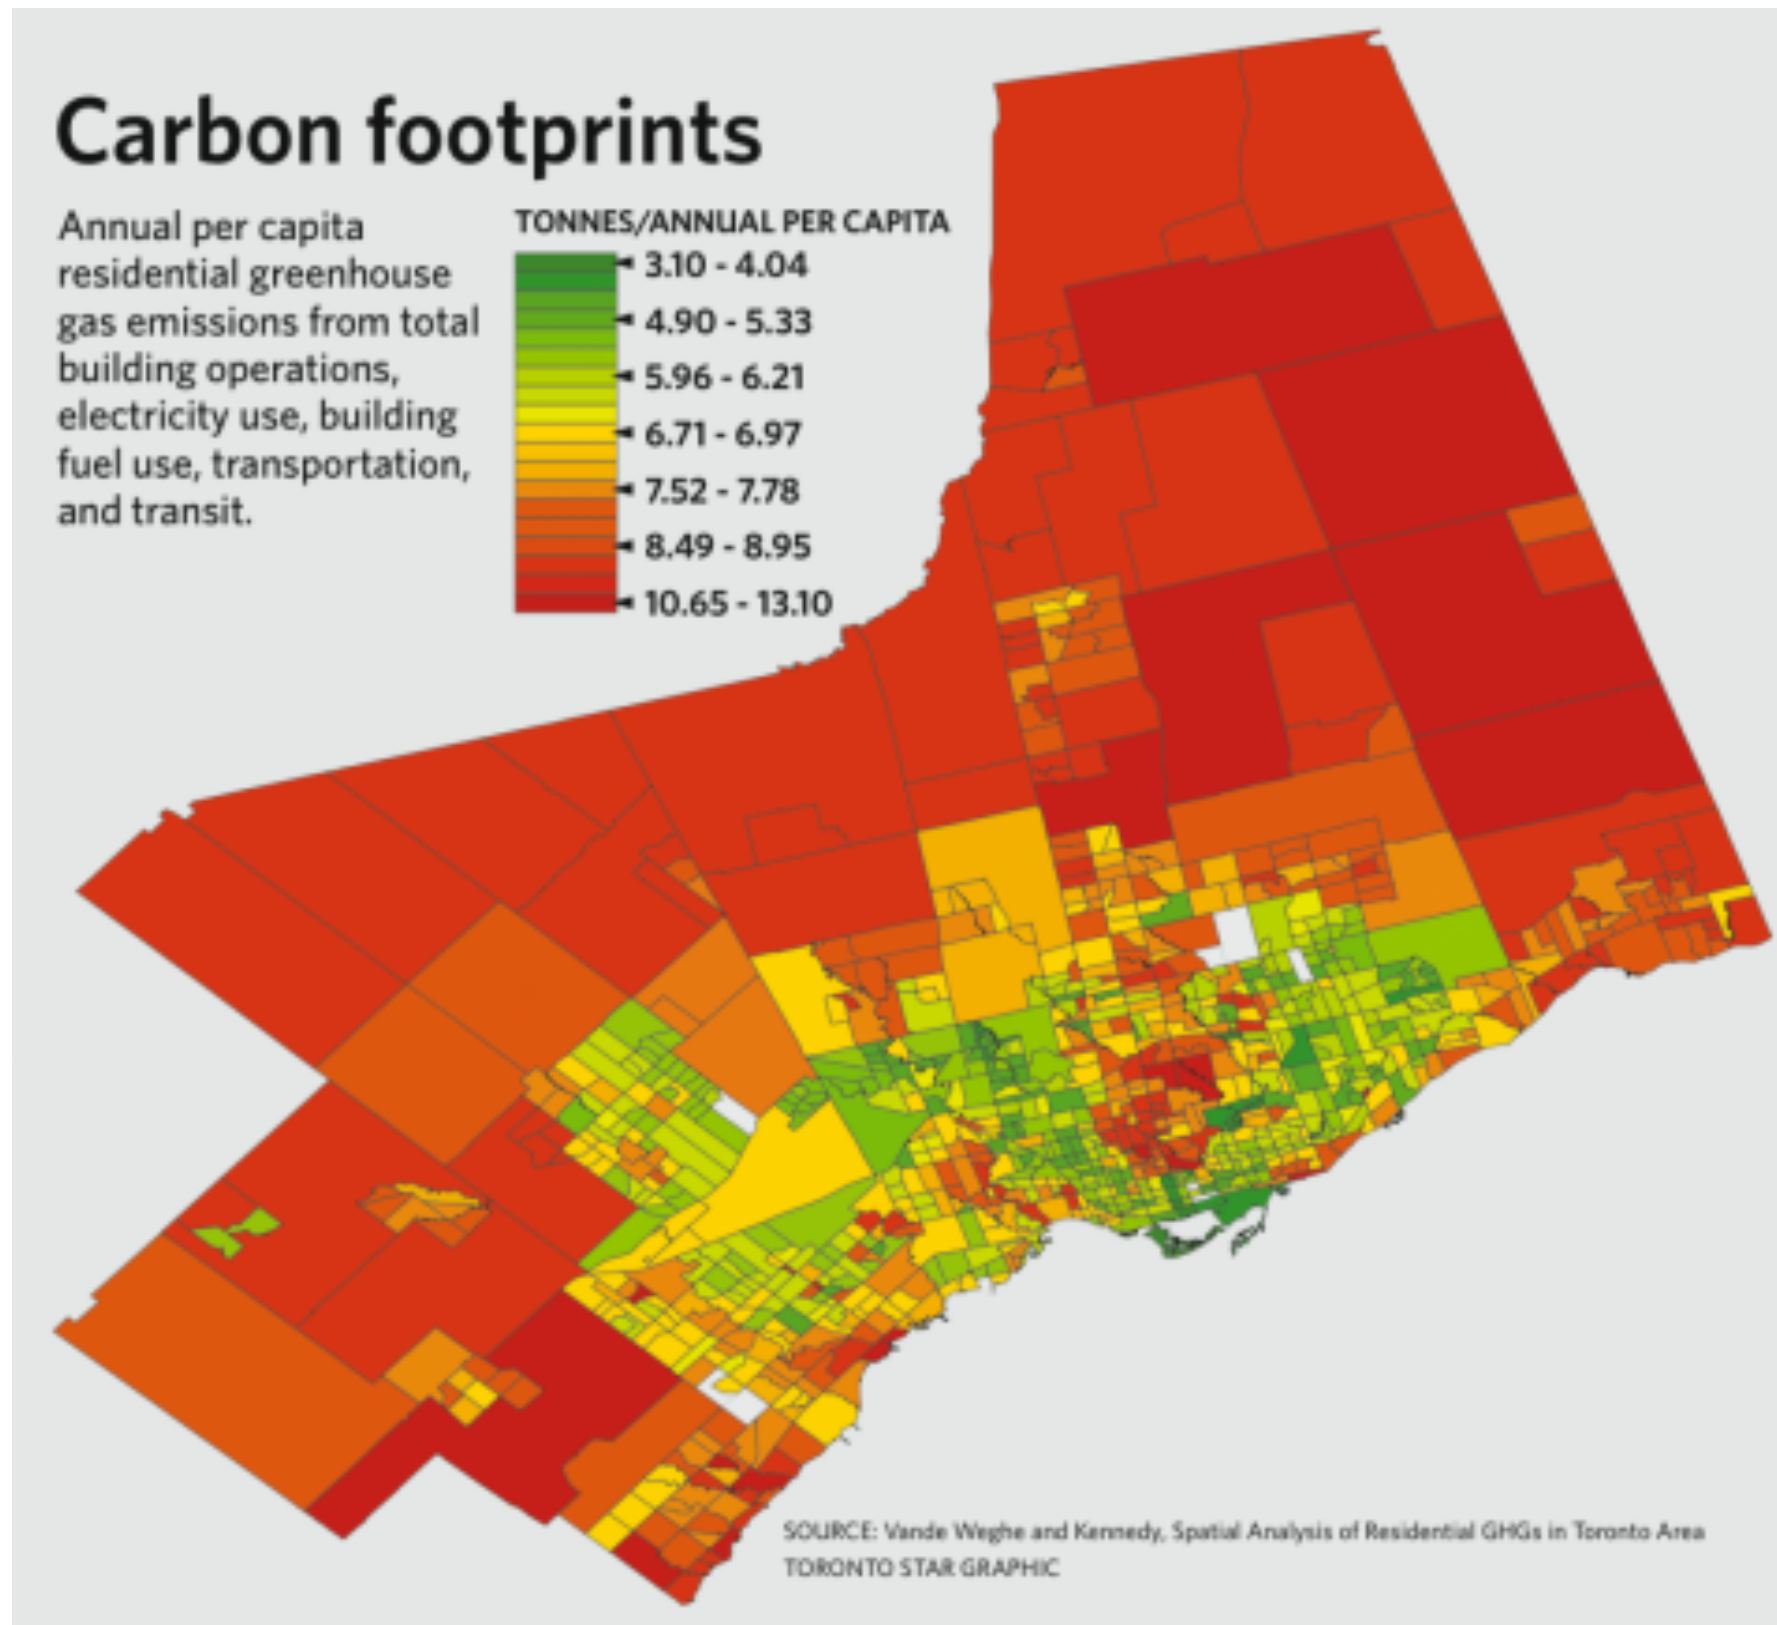 Carbon footprints
Annual per capita
residential greenhouse
gas emissions from total
building operations,
electricity use, building
fuel use, transportation,
and transit.
TONNES/ANNUAL PER CAPITA
3.10 - 4.04
4.90 - 5.33
5.96 - 6.21
6.71 - 6.97
7.52 - 7.78
8.49 - 8.95
10.65 - 13.10
SOURCE: Vande Weghe and Kennedy, Spatial Analysis of Residential GHGs in Toronto Area
TORONTO STAR GRAPHIC